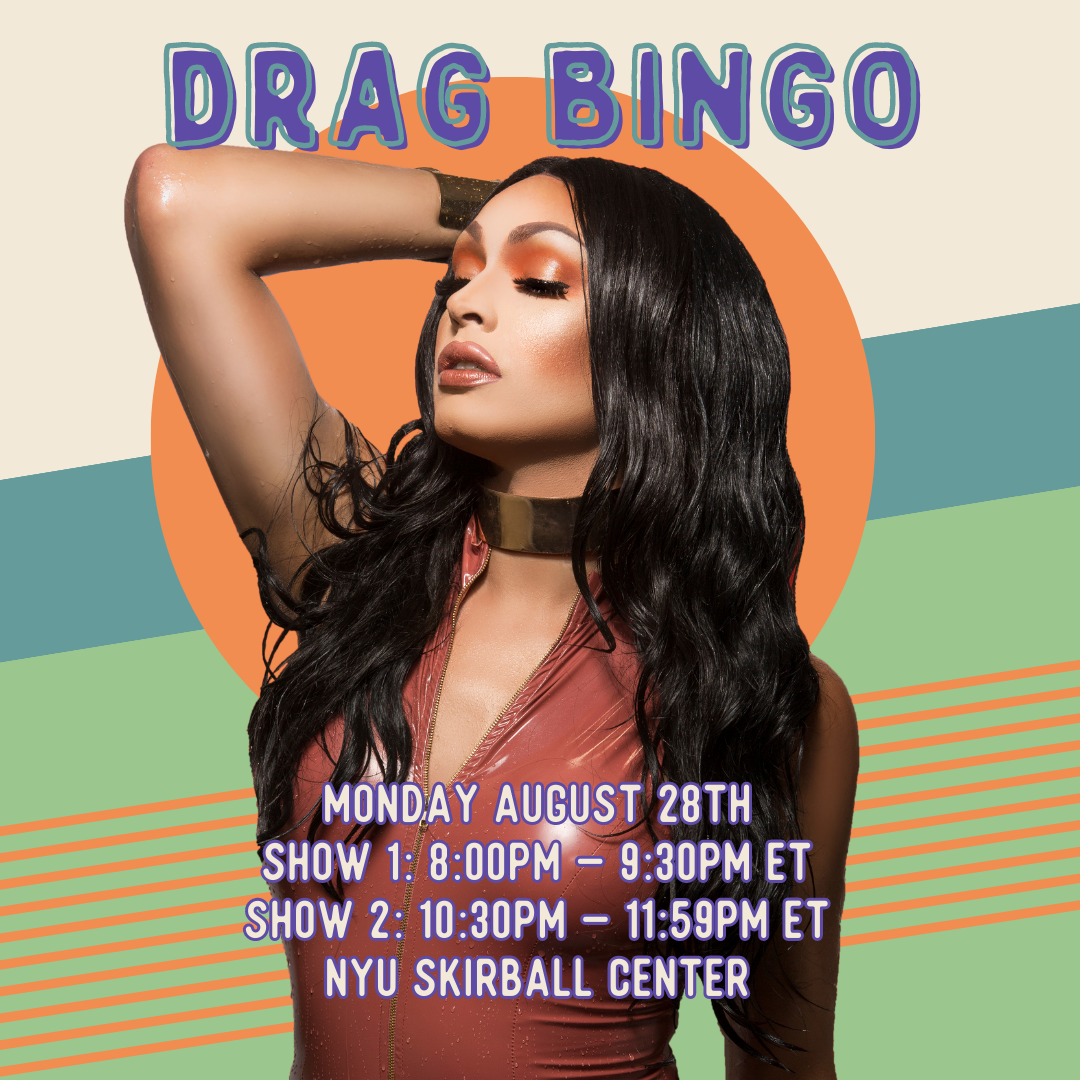 DRAG BINGO
MONDAY AUGUST 28TH
SHOW 1: 8:00PM – 9:30PM ET
SHOW 2: 10:30PM – 11:59PM ET
NYU SKIRBALL CENTER